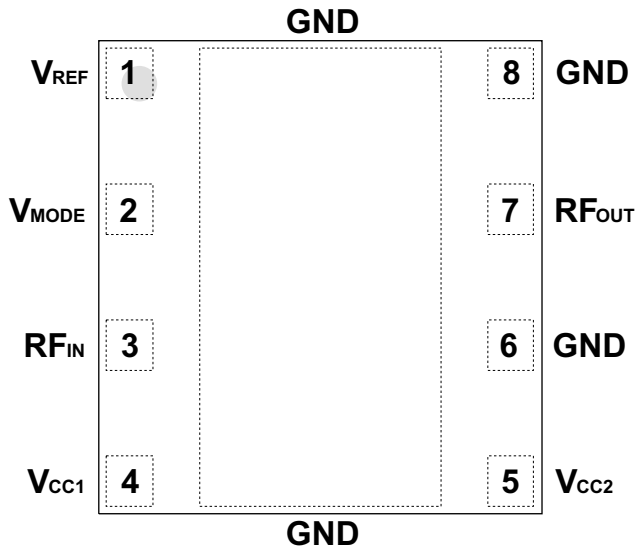 GND
VREF 1 8 GND
VMODE 2 7 RFOUT
RFIN 3 6 GND
VCC1 4 5 VCC2
GND